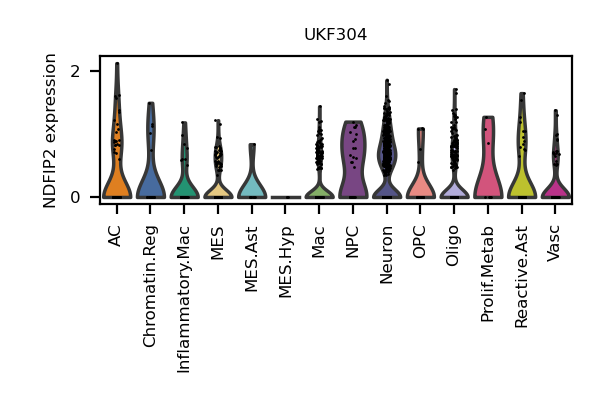 UKF304
NDFIP2 expression
2
0
AC
Chromatin.Reg
Inflammatory.Mac
MES
MES.Ast
MES.Hyp
Mac
NPC
Neuron
OPC
Oligo
Prolif.Metab
Reactive.Ast
Vasc